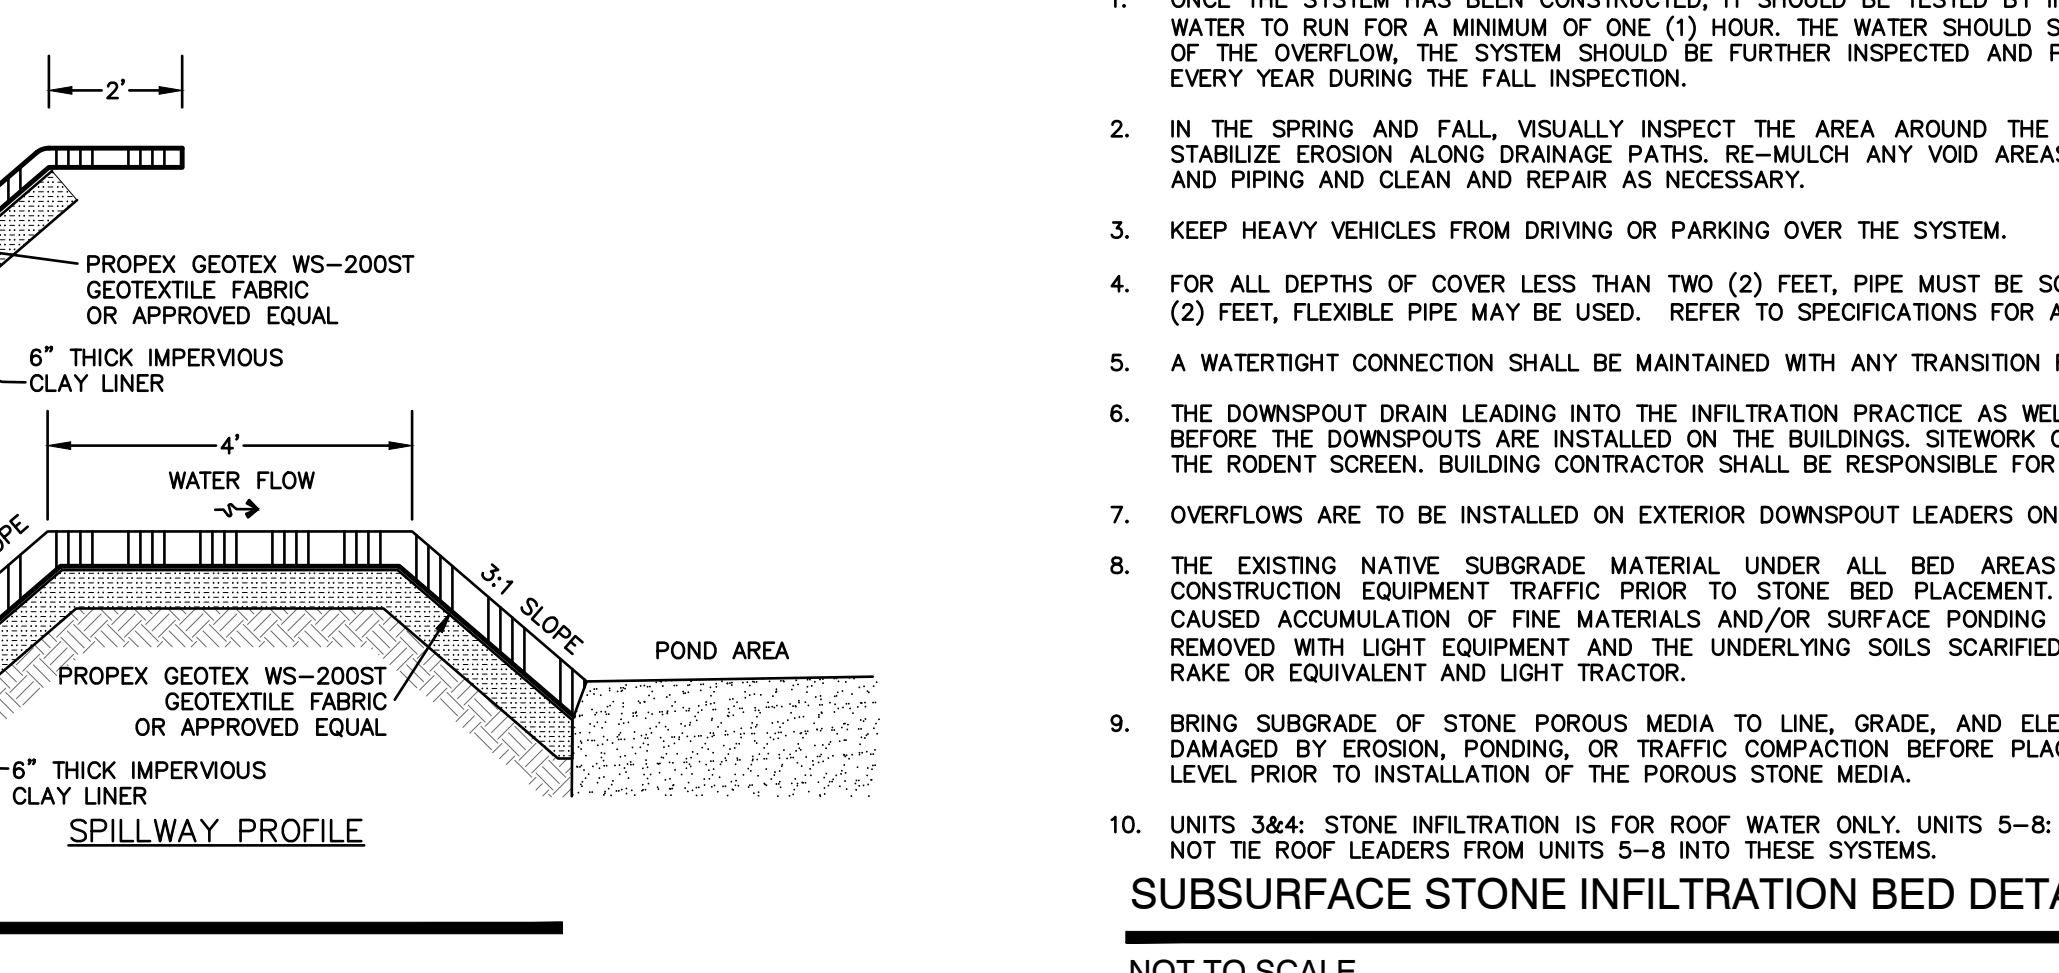 2'
PROPEX GEOTEX WS-200ST
GEOTEXTILE FABRIC
OR APPROVED EQUAL
6" THICK IMPERVIOUS
CLAY LINER
4'
WATER FLOW
3:1 SLOPE
POND AREA
PROPEX GEOTEX WS-200ST
GEOTEXTILE FABRIC
OR APPROVED EQUAL
6" THICK IMPERVIOUS
CLAY LINER
SPILLWAY PROFILE
1. ONCE THE SYSTEM HAS BEEN CONSTRUCTED, IT SHOULD BE TESTED BY
WATER TO RUN FOR A MINIMUM OF ONE (1) HOUR. THE WATER SHOULD
OF THE OVERFLOW, THE SYSTEM SHOULD BE FURTHER INSPECTED AND
EVERY YEAR DURING THE FALL INSPECTION.
2. IN THE SPRING AND FALL, VISUALLY INSPECT THE AREA AROUND THE
STABILIZE EROSION ALONG DRAINAGE PATHS. RE-MULCH ANY VOID AREAS
AND PIPING AND CLEAN AND REPAIR AS NECESSARY.
3. KEEP HEAVY VEHICLES FROM DRIVING OR PARKING OVER THE SYSTEM.
4. FOR ALL DEPTHS OF COVER LESS THAN TWO (2) FEET, PIPE MUST BE
(2) FEET, FLEXIBLE PIPE MAY BE USED. REFER TO SPECIFICATIONS FOR
5. A WATERTIGHT CONNECTION SHALL BE MAINTAINED WITH ANY TRANSITION
6. THE DOWNSPOUT DRAIN LEADING INTO THE INFILTRATION PRACTICE AS WEL
BEFORE THE DOWNSPOUTS ARE INSTALLED ON THE BUILDINGS. SITEWORK
THE RODENT SCREEN. BUILDING CONTRACTOR SHALL BE RESPONSIBLE FOR
7. OVERFLOWS ARE TO BE INSTALLED ON EXTERIOR DOWNSPOUT LEADERS ON
8. THE EXISTING NATIVE SUBGRADE MATERIAL UNDER ALL BED AREAS
CONSTRUCTION EQUIPMENT TRAFFIC PRIOR TO STONE BED PLACEMENT.
CAUSED ACCUMULATION OF FINE MATERIALS AND/OR SURFACE PONDING
REMOVED WITH LIGHT EQUIPMENT AND THE UNDERLYING SOILS SCARIFIED
RAKE OR EQUIVALENT AND LIGHT TRACTOR.
9. BRING SUBGRADE OF STONE POROUS MEDIA TO LINE, GRADE, AND ELE
DAMAGED BY EROSION, PONDING, OR TRAFFIC COMPACTION BEFORE PLAC
LEVEL PRIOR TO INSTALLATION OF THE POROUS STONE MEDIA.
10. UNITS 3&4: STONE INFILTRATION IS FOR ROOF WATER ONLY. UNITS 5-8:
NOT TIE ROOF LEADERS FROM UNITS 5-8 INTO THESE SYSTEMS.
SUBSURFACE STONE INFILTRATION BED DETA
NOT TO SCALE